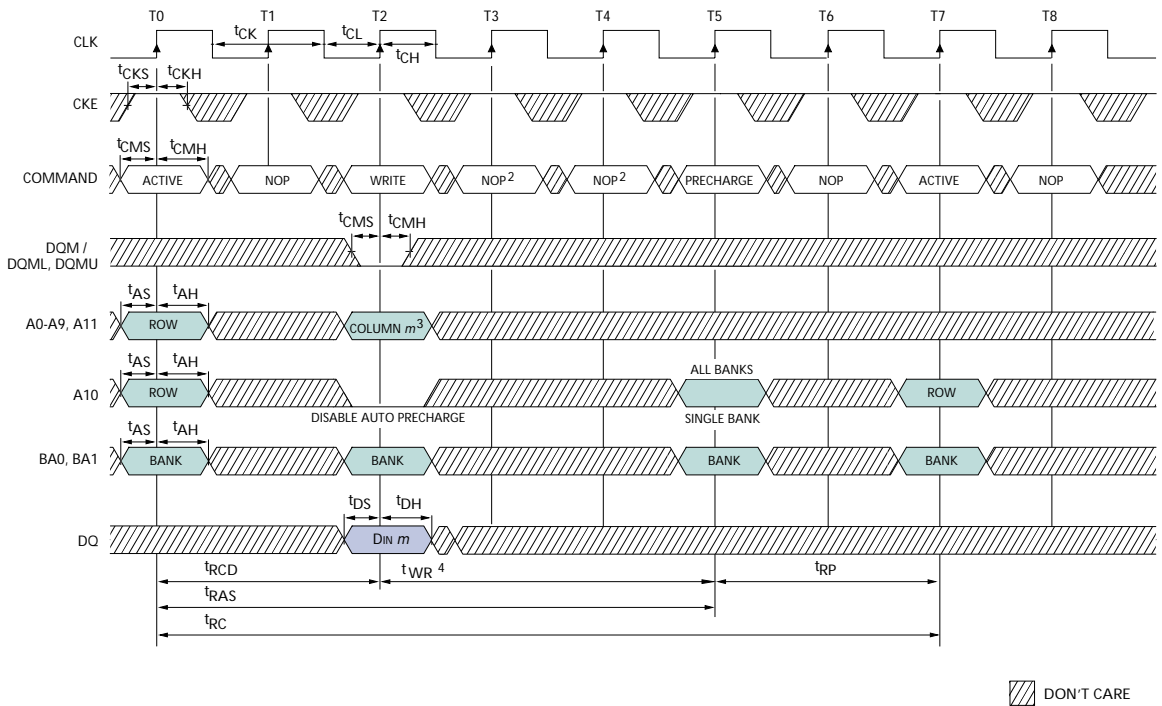 T0 T1 T2 T3 T4 T5 T6 T7 T8
CLK
tCK tCL
tCH
tCKS tCKH
CKE
tCMS tCMH
COMMAND ACTIVE NOP WRITE NOP2 NOP2 PRECHARGE NOP ACTIVE NOP
tCMS tCMH
DQM /
DQML, DQMU
tAS tAH
A0-A9, A11 ROW COLUMN m3
tAS tAH ALL BANKS
A10 ROW ROW
DISABLE AUTO PRECHARGE SINGLE BANK
tAS tAH
BA0, BA1 BANK BANK BANK BANK
tDS tDH
DQ DIN m
tRCD tWR 4 tRP
tRAS
tRC
DON'T CARE